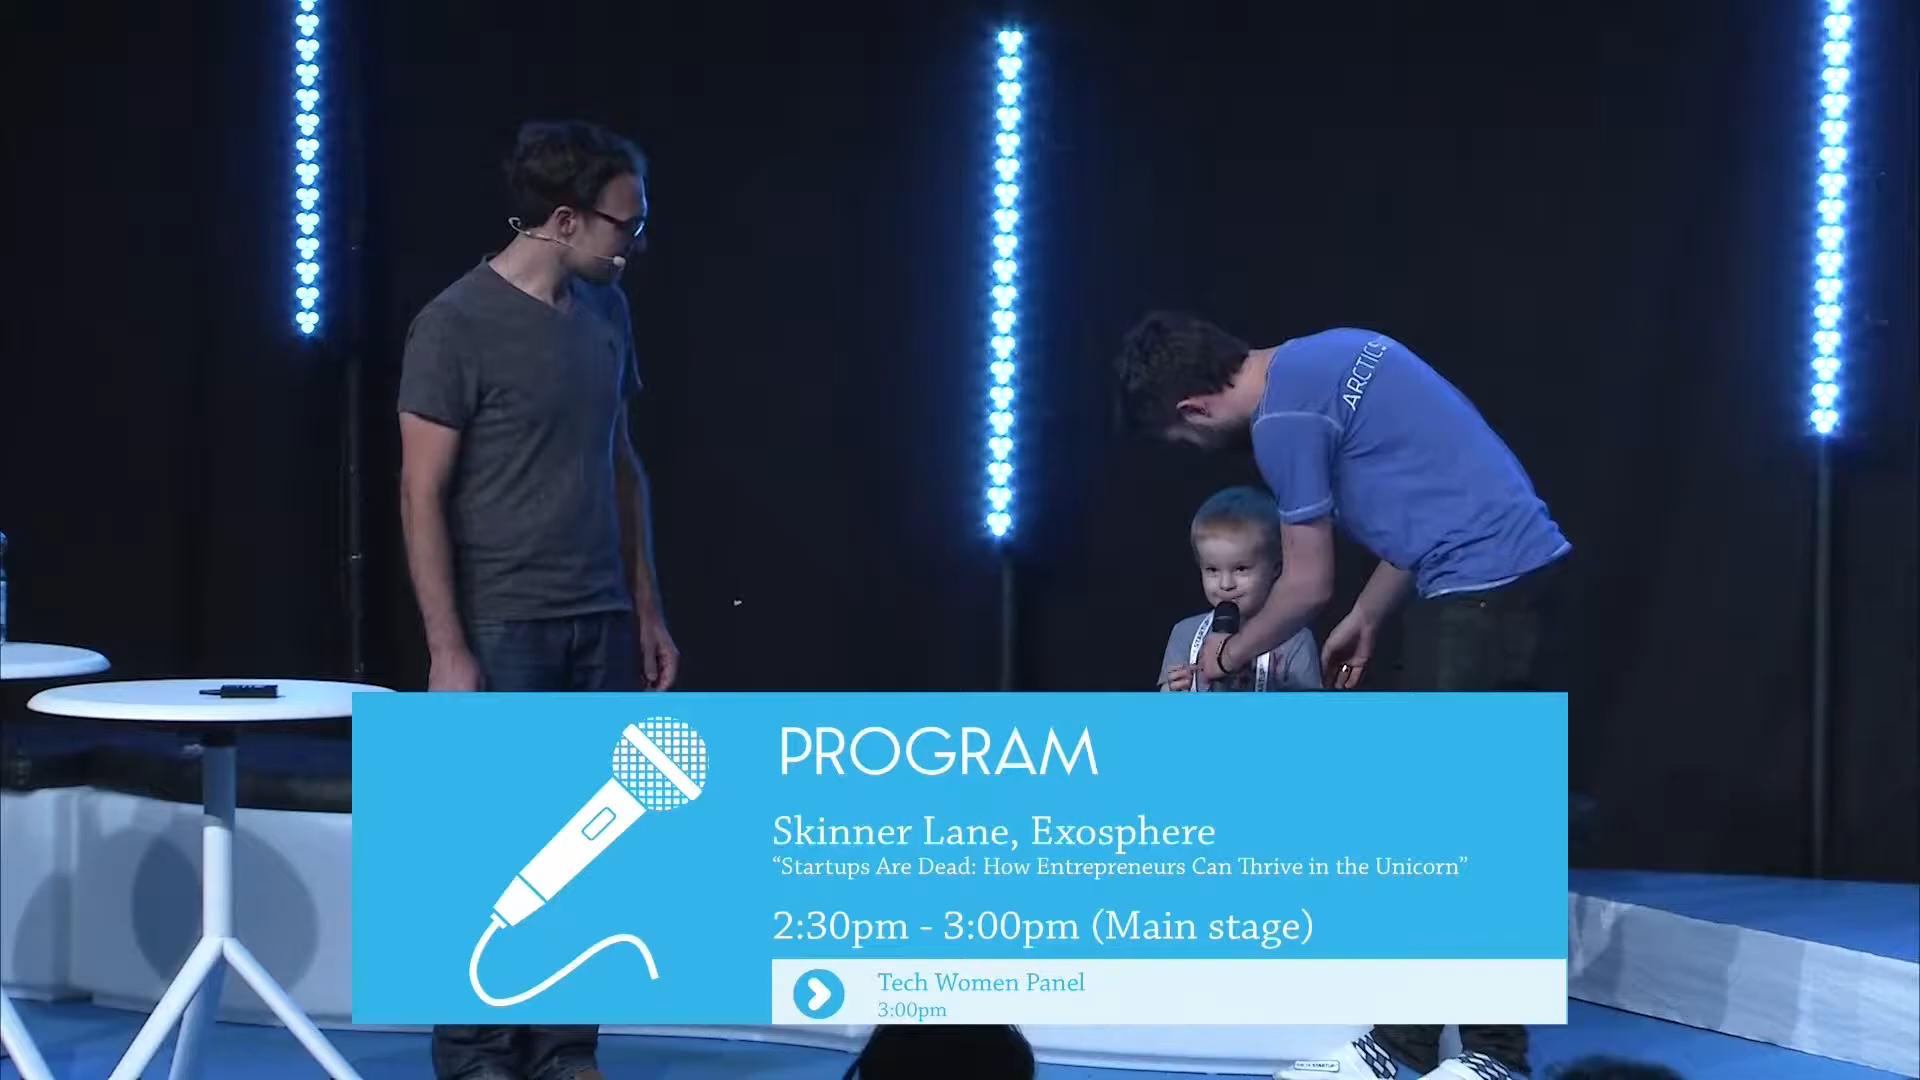 ARCTICS
PROGRAM
Skinner Lane, Exosphere
“Startups Are Dead: How Entrepreneurs Can Thrive in the Unicorn”
2:30pm - 3:00pm (Main stage)
Tech Women Panel
3:00pm